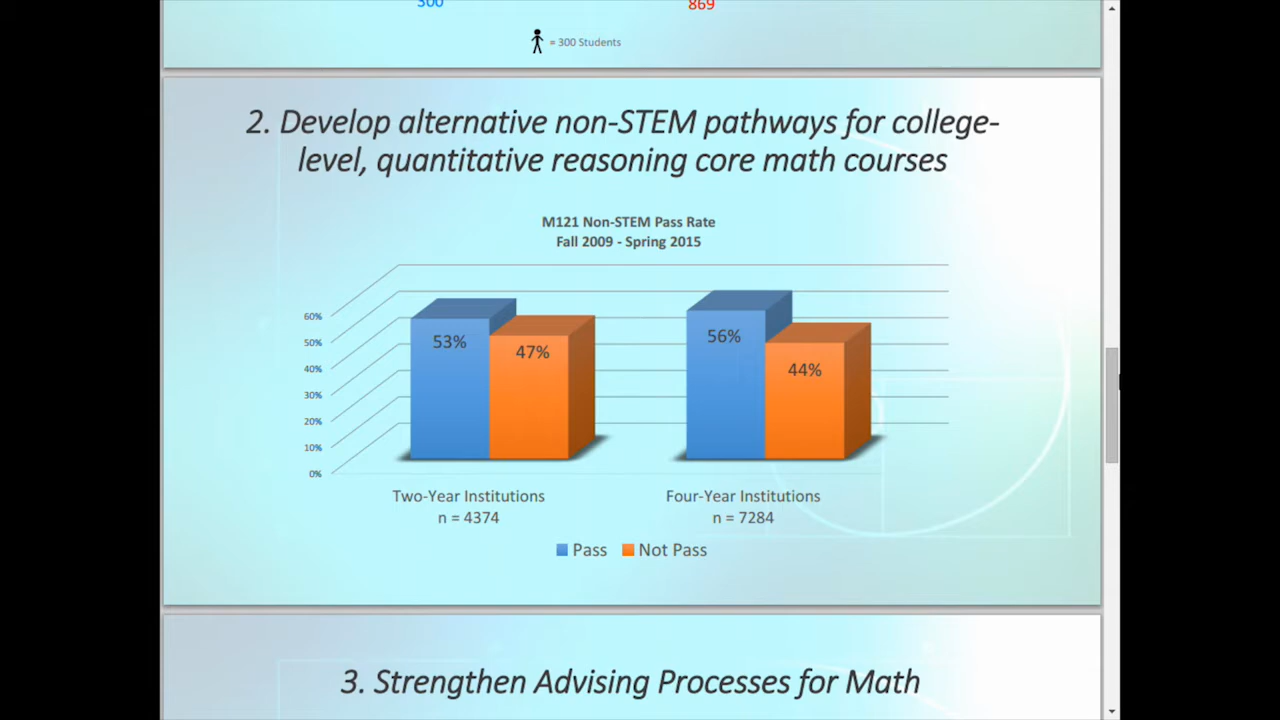 300 869
= 300 Students
2. Develop alternative non-STEM pathways for college-
level, quantitative reasoning core math courses
M121 Non-STEM Pass Rate
Fall 2009 - Spring 2015
60%
50%
40%
30%
20%
10%
0%
53% 47% 56% 44%
Two-Year Institutions Four-Year Institutions
n = 4374 n = 7284
Pass Not Pass
3. Strengthen Advising Processes for Math